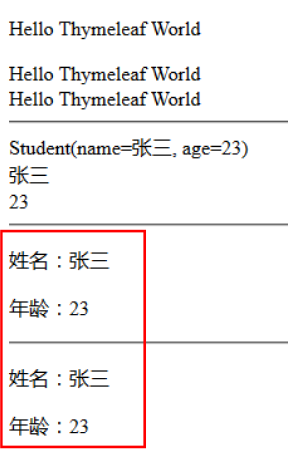 Hello Thymeleaf World
Hello Thymeleaf World
Hello Thymeleaf World
Student(name=张三, age=23)
张三
23
姓名：张三
年龄：23
姓名：张三
年龄：23